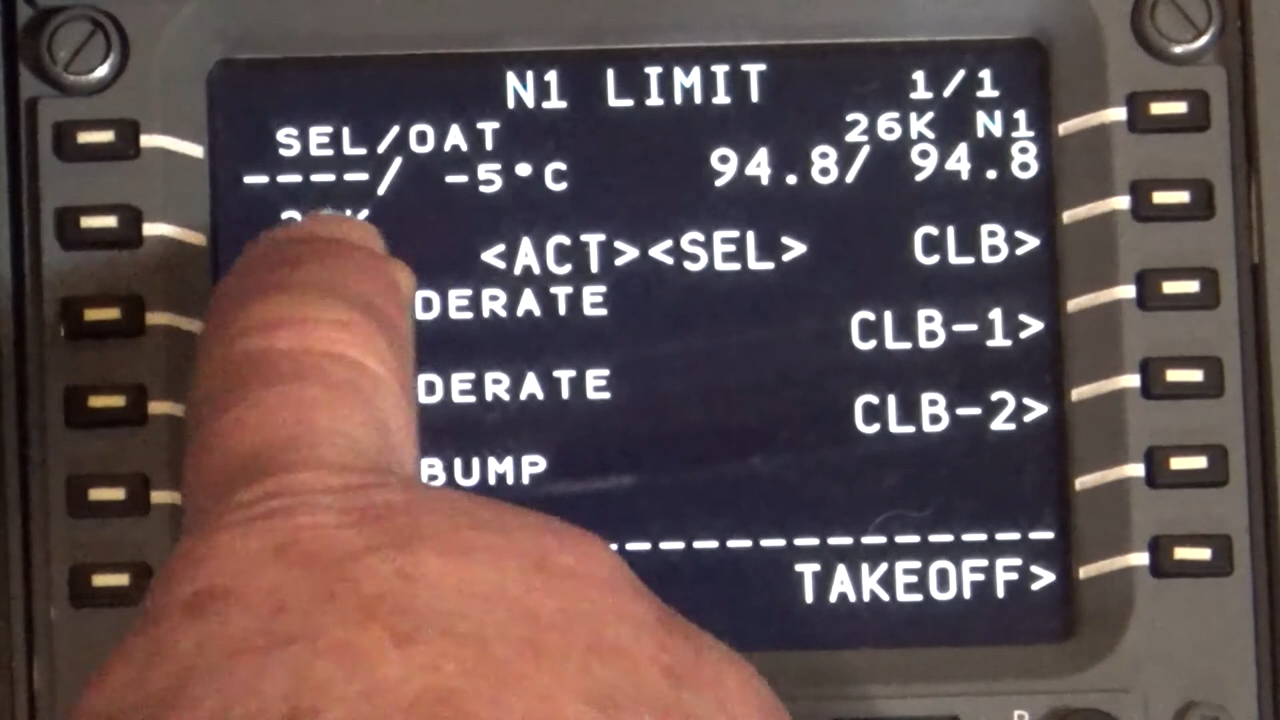 N1 LIMIT 1/1
SEL/OAT 26K N1
----/ -5°C 94.8/ 94.8
<ACT><SEL> CLB>
DERATE
CLB-1>
DERATE
CLB-2>
BUMP
------------
TAKEOFF>